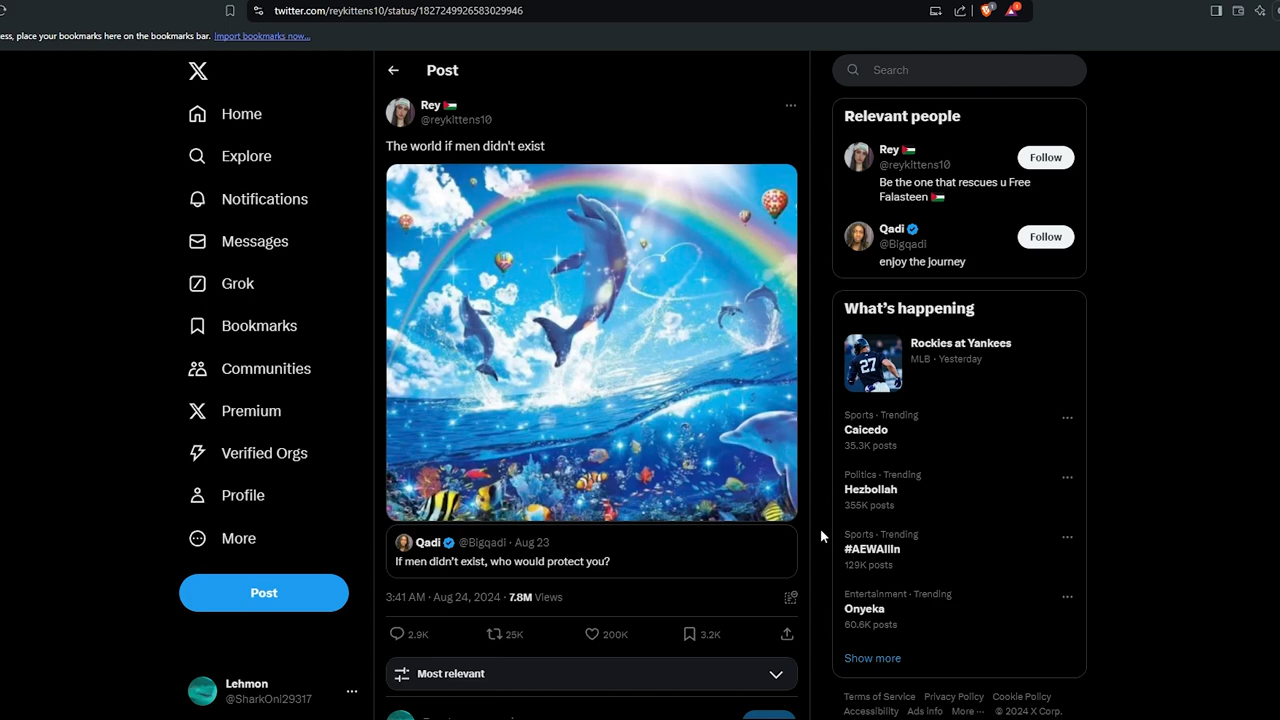 twitter.com/reykittens10/status/1827249926583029946
ess, place your bookmarks here on the bookmarks bar. Import bookmarks now...
Home
Explore
Notifications
Messages
Grok
Bookmarks
Communities
Premium
Verified Orgs
Profile
More
Post
Lehmon
@SharkOni29317
Post
Rey 🇵🇸
@reykittens10
The world if men didn't exist
Qadi @Bigqadi · Aug 23
If men didn't exist, who would protect you?
3:41 AM · Aug 24, 2024 · 7.8M Views
2.9K 25K 200K 3.2K
Most relevant
Search
Relevant people
Rey 🇵🇸
@reykittens10
Follow
Be the one that rescues u Free
Falasteen 🇵🇸
Qadi
@Bigqadi
Follow
enjoy the journey
What's happening
Rockies at Yankees
MLB · Yesterday
27
Sports · Trending
Caicedo
35.3K posts
Politics · Trending
Hezbollah
355K posts
Sports · Trending
#AEWAllIn
129K posts
Entertainment · Trending
Onyeka
60.6K posts
Show more
Terms of Service Privacy Policy Cookie Policy
Accessibility Ads info More ··· © 2024 X Corp.